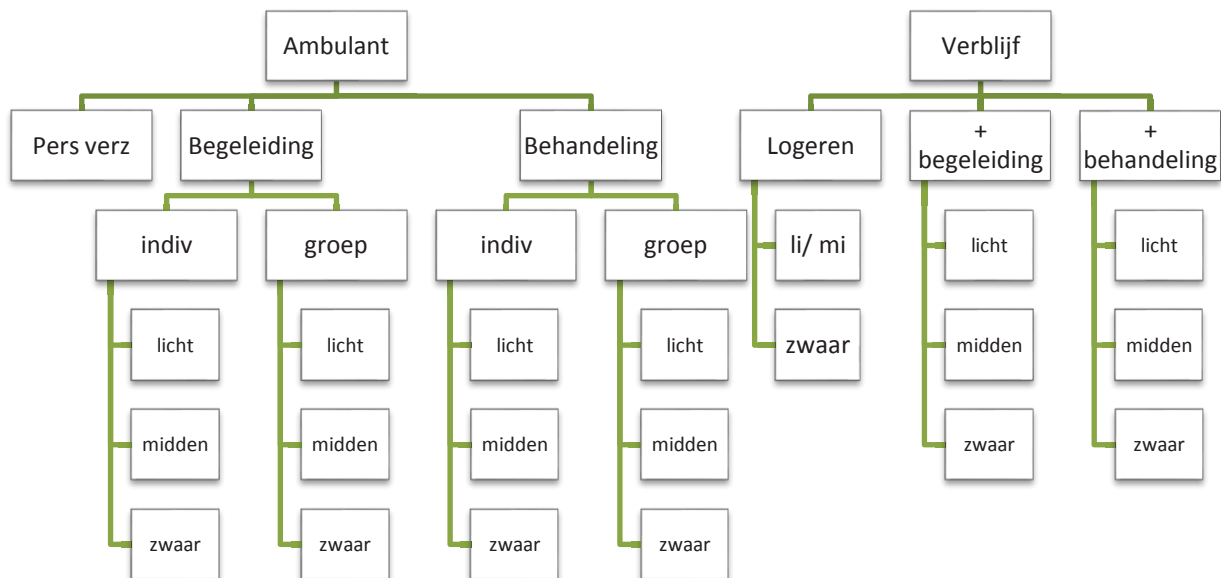 Ambulant
Verblijf
Pers verz
Begeleiding
Behandeling
Logeren
+
begeleiding
+
behandeling
indiv
groep
indiv
groep
li/ mi
licht
licht
licht
licht
licht
licht
zwaar
midden
midden
midden
midden
midden
midden
zwaar
zwaar
zwaar
zwaar
zwaar
zwaar